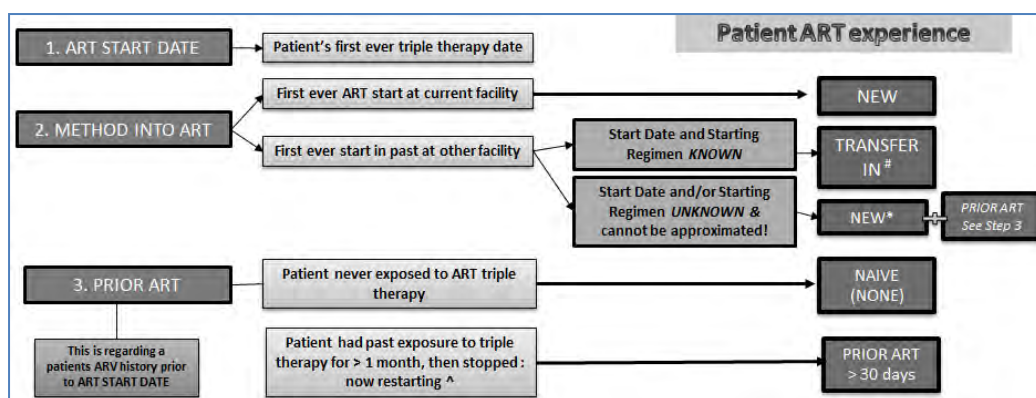 Patient ART experience
1. ART START DATE
Patient's first ever triple therapy date
2. METHOD INTO ART
First ever ART start at current facility
NEW
First ever start in past at other facility
Start Date and Starting
Regimen KNOWN
TRANSFER
IN #
Start Date and/or Starting
Regimen UNKNOWN &
cannot be approximated!
NEW*
PRIOR ART
See Step 3
3. PRIOR ART
Patient never exposed to ART triple
therapy
NAIVE
(NONE)
This is regarding a
patients ARV history prior
to ART START DATE
Patient had past exposure to triple
therapy for > 1 month, then stopped :
now restarting ^
PRIOR ART
> 30 days